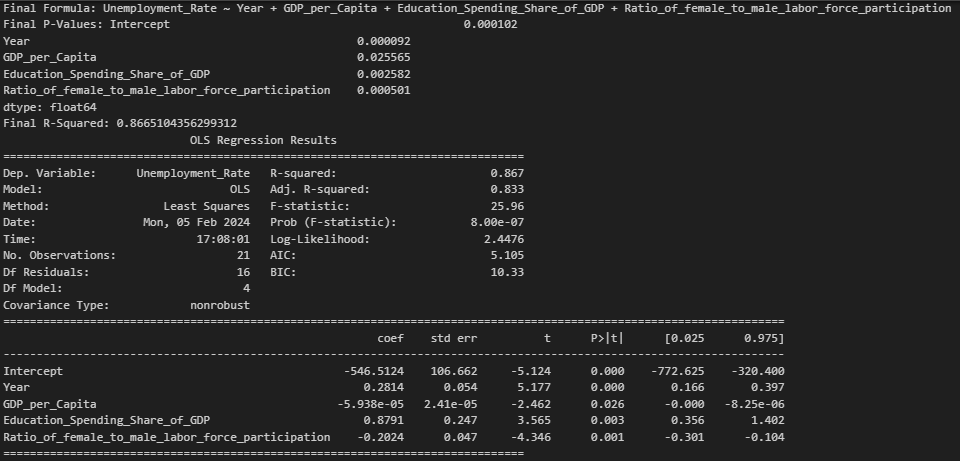 Final Formula: Unemployment_Rate ~ Year + GDP_per_Capita + Education_Spending_Share_of_GDP + Ratio_of_female_to_male_labor_force_participation
Final P-Values: Intercept                                             0.000102
Year                                                 0.000092
GDP_per_Capita                                       0.025565
Education_Spending_Share_of_GDP                      0.002582
Ratio_of_female_to_male_labor_force_participation    0.000501
dtype: float64
Final R-Squared: 0.8665104356299312
                            OLS Regression Results
==============================================================================
Dep. Variable:      Unemployment_Rate   R-squared:                       0.867
Model:                            OLS   Adj. R-squared:                  0.833
Method:                 Least Squares   F-statistic:                     25.96
Date:                Mon, 05 Feb 2024   Prob (F-statistic):           8.00e-07
Time:                        17:08:01   Log-Likelihood:                 2.4476
No. Observations:                  21   AIC:                             5.105
Df Residuals:                      16   BIC:                             10.33
Df Model:                           4
Covariance Type:            nonrobust
=====================================================================================================================
                                                        coef    std err          t      P>|t|      [0.025      0.975]
---------------------------------------------------------------------------------------------------------------------
Intercept                                          -546.5124    106.662     -5.124      0.000    -772.625    -320.400
Year                                                  0.2814      0.054      5.177      0.000       0.166       0.397
GDP_per_Capita                                    -5.938e-05   2.41e-05     -2.462      0.026      -0.000   -8.25e-06
Education_Spending_Share_of_GDP                       0.8791      0.247      3.565      0.003       0.356       1.402
Ratio_of_female_to_male_labor_force_participation    -0.2024      0.047     -4.346      0.001      -0.301      -0.104
==============================================================================